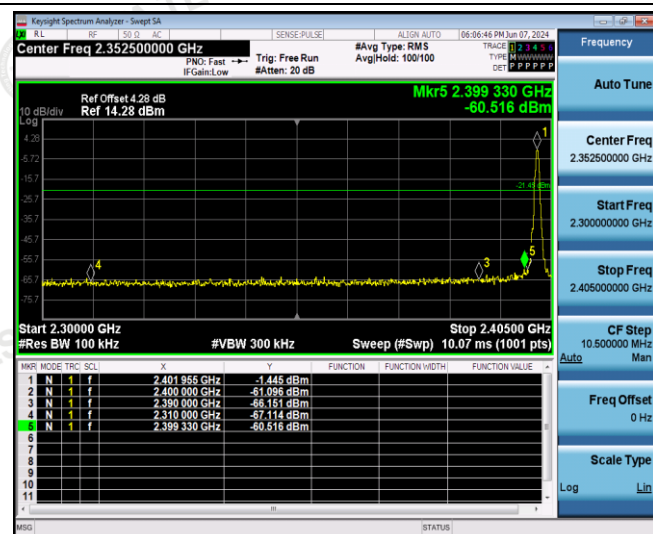 Keysight Spectrum Analyzer - Swept SA
RL RF 50 Ω AC SENSE:PULSE ALIGN AUTO 06:06:46 PM Jun 07, 2024
Center Freq 2.352500000 GHz #Avg Type: RMS TRACE 1 2 3 4 5 6
PNO: Fast Trig: Free Run Avg|Hold: 100/100 TYPE M WWWWW
IFGain:Low #Atten: 20 dB DET P P P P P P
Ref Offset 4.28 dB Mkr5 2.399 330 GHz
10 dB/div Ref 14.28 dBm -60.516 dBm
Log
1
4.28
-5.72
-15.7
-21.45 dBm
-25.7
-35.7
-45.7
-55.7
5
4 3
-65.7
-75.7
Start 2.30000 GHz Stop 2.40500 GHz
#Res BW 100 kHz #VBW 300 kHz Sweep (#Swp) 10.07 ms (1001 pts)
MKR MODE TRC SCL X Y FUNCTION FUNCTION WIDTH FUNCTION VALUE
1 N 1 f 2.401 955 GHz -1.445 dBm
2 N 1 f 2.400 000 GHz -61.096 dBm
3 N 1 f 2.390 000 GHz -66.151 dBm
4 N 1 f 2.310 000 GHz -67.114 dBm
5 N 1 f 2.399 330 GHz -60.516 dBm
6
7
8
9
10
11
MSG STATUS
Frequency
Auto Tune
Center Freq
2.352500000 GHz
Start Freq
2.300000000 GHz
Stop Freq
2.405000000 GHz
CF Step
10.500000 MHz
Auto Man
Freq Offset
0 Hz
Scale Type
Log Lin